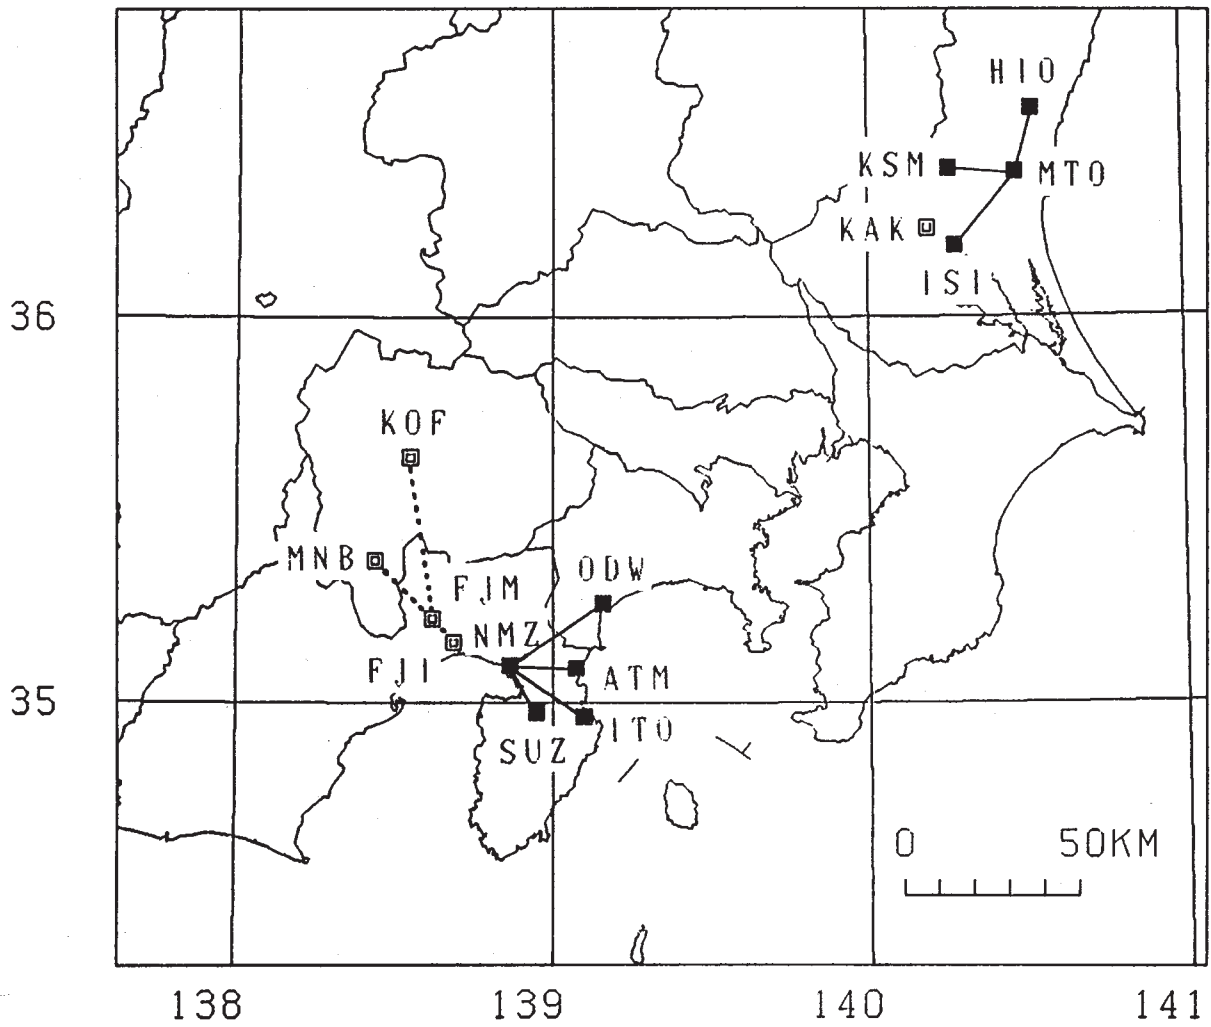 HIO
KSM
MTO
KAK
ISI
36
KOF
MNB
ODW
FJM
NMZ
FJI
ATM
35
ITO
SUZ
0 50KM
138 139 140 141